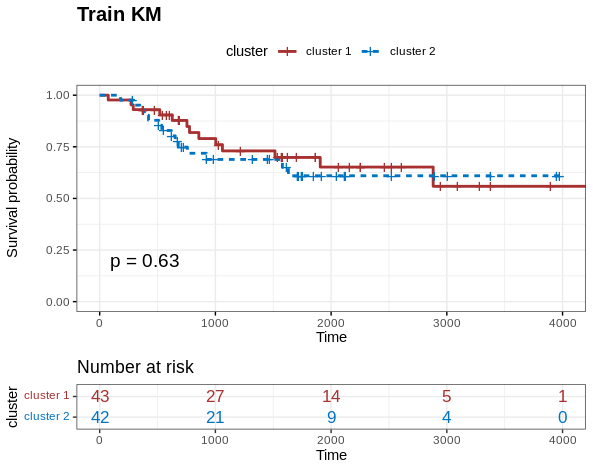 Train KM
cluster cluster 1 cluster 2
Survival probability
1.00
0.75
0.50
0.25
0.00
p = 0.63
0 1000 2000 3000 4000
Time
Number at risk
cluster
cluster 1 43 27 14 5 1
cluster 2 42 21 9 4 0
0 1000 2000 3000 4000
Time